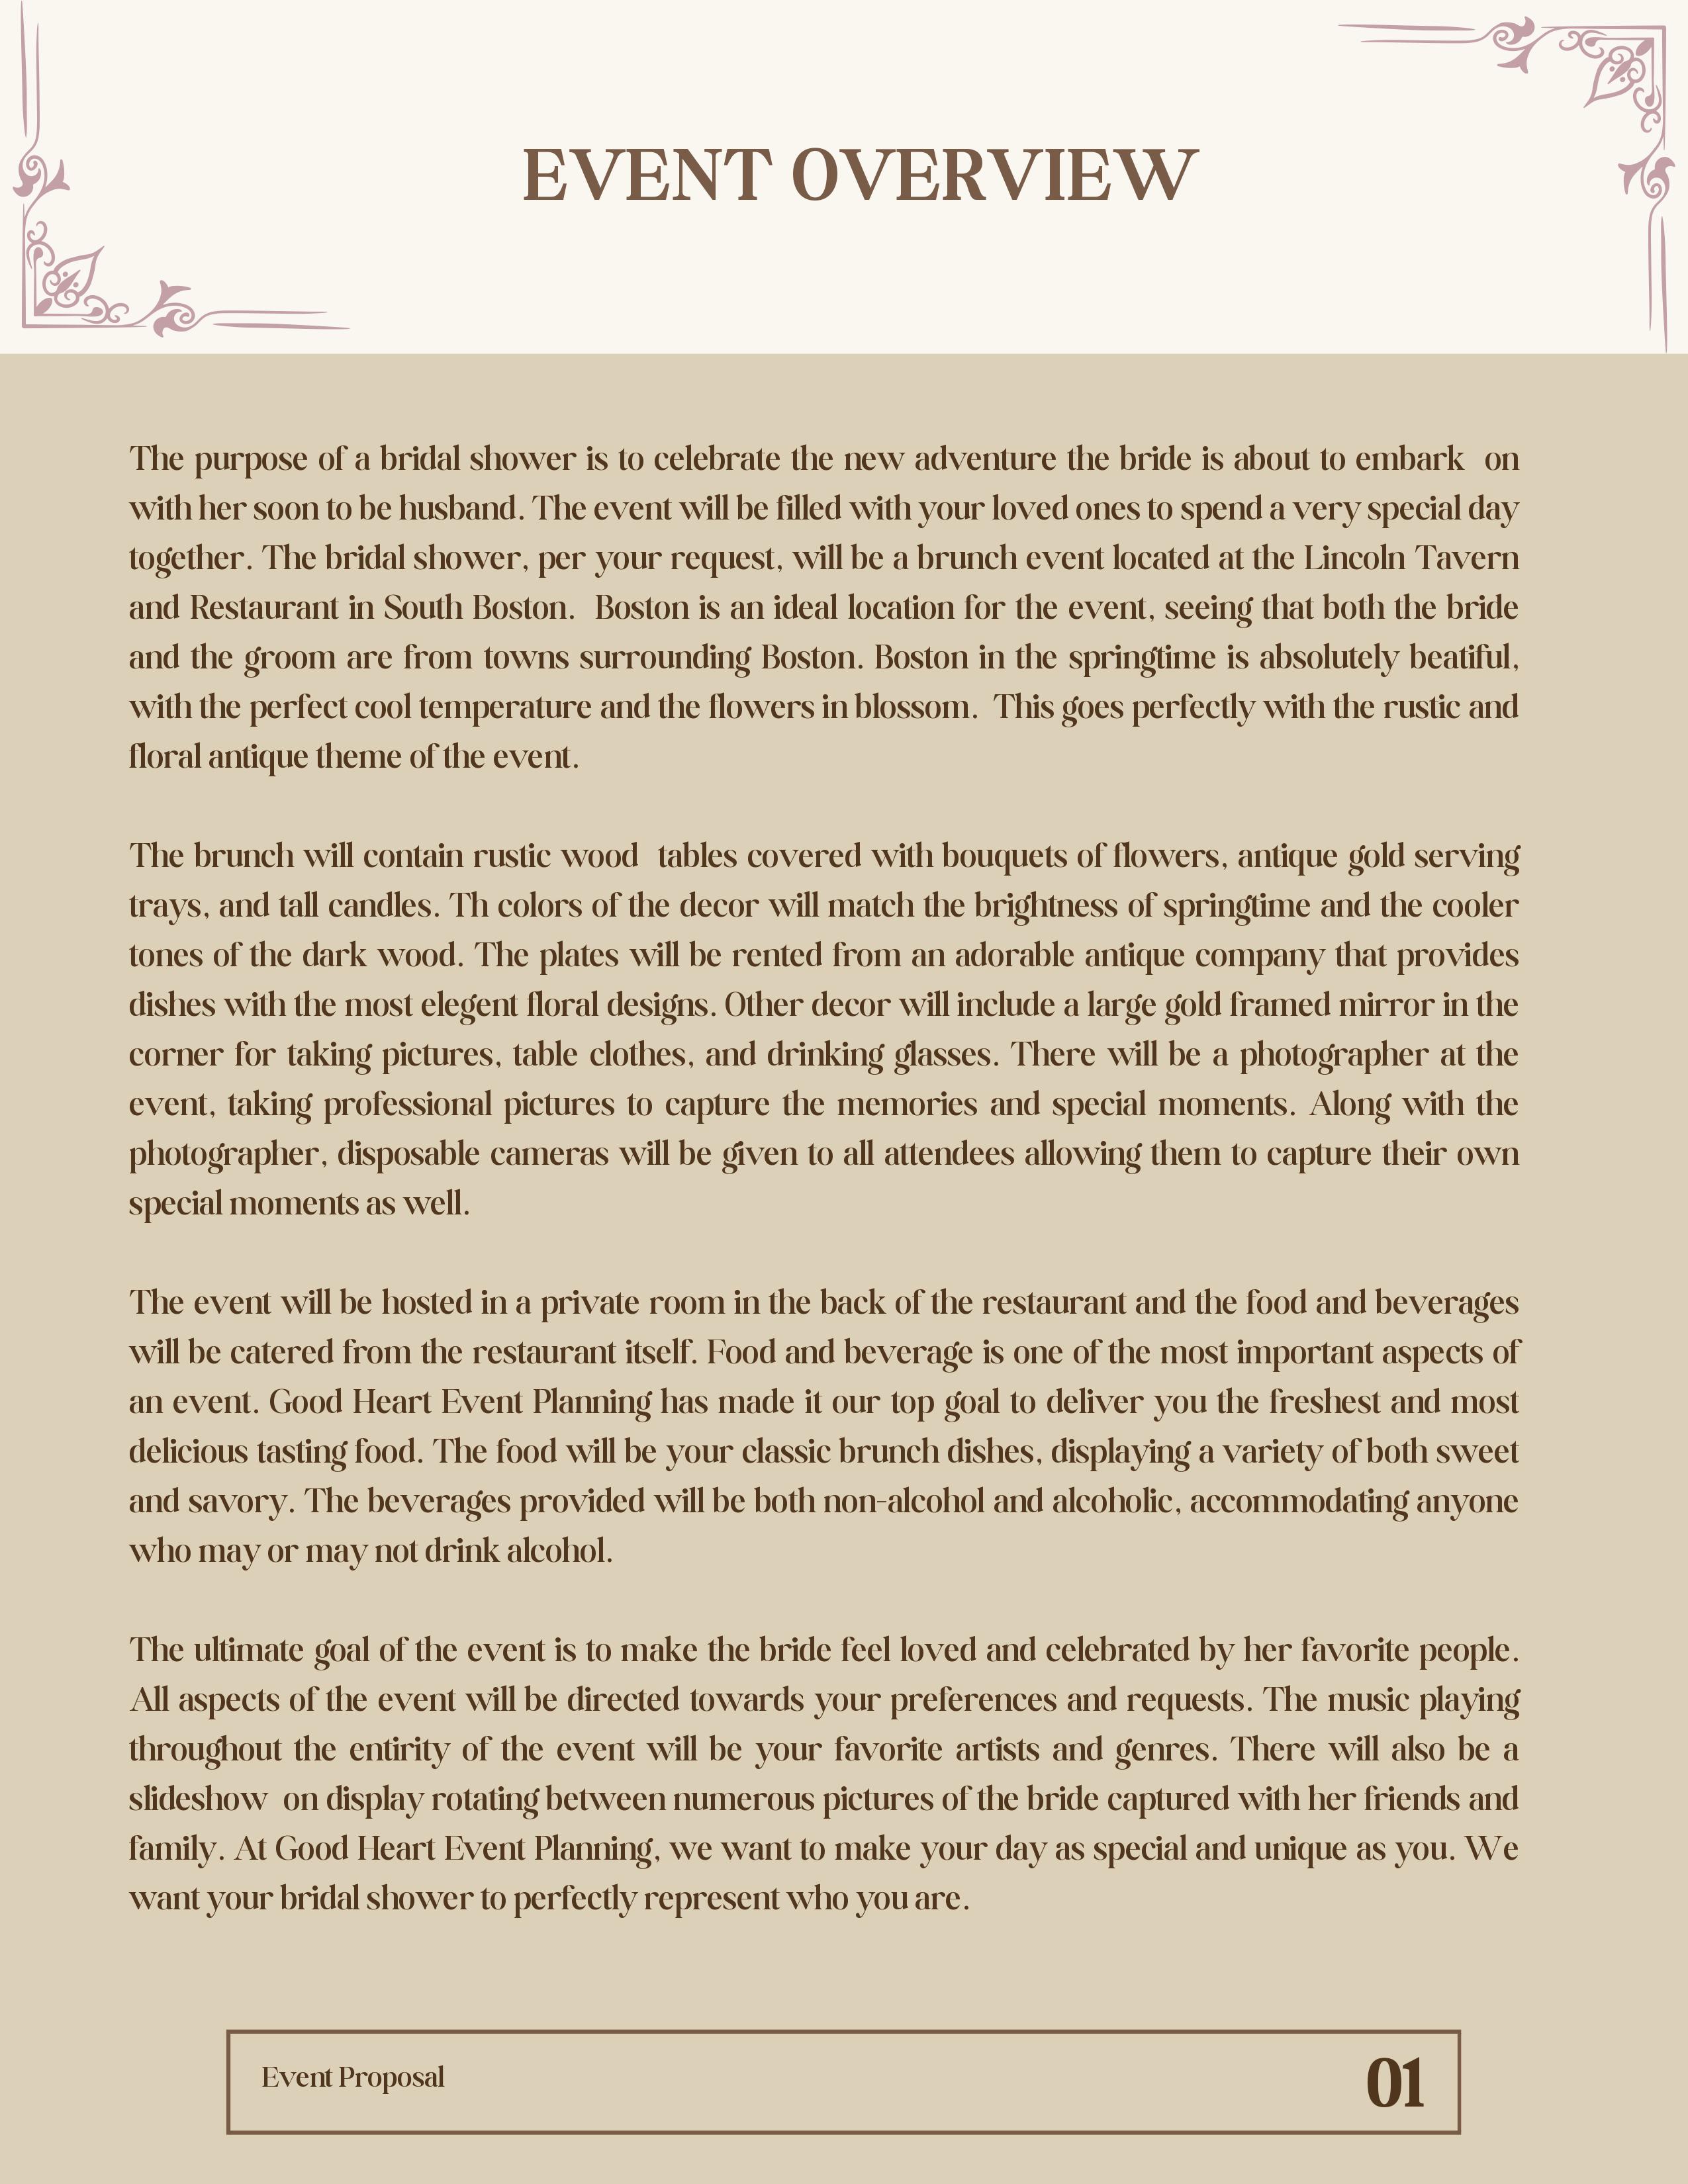 EVENT OVERVIEW
The purpose of a bridal shower is to celebrate the new adventure the bride is about to embark  on
with her soon to be husband. The event will be filled with your loved ones to spend a very special day
together. The bridal shower, per your request, will be a brunch event located at the Lincoln Tavern
and Restaurant in South Boston.  Boston is an ideal location for the event, seeing that both the bride
and the groom are from towns surrounding Boston. Boston in the springtime is absolutely beatiful,
with the perfect cool temperature and the flowers in blossom.  This goes perfectly with the rustic and
floral antique theme of the event.
The brunch will contain rustic wood  tables covered with bouquets of flowers, antique gold serving
trays, and tall candles. Th colors of the decor will match the brightness of springtime and the cooler
tones of the dark wood. The plates will be rented from an adorable antique company that provides
dishes with the most elegent floral designs. Other decor will include a large gold framed mirror in the
corner for taking pictures, table clothes, and drinking glasses. There will be a photographer at the
event, taking professional pictures to capture the memories and special moments. Along with the
photographer, disposable cameras will be given to all attendees allowing them to capture their own
special moments as well.
The event will be hosted in a private room in the back of the restaurant and the food and beverages
will be catered from the restaurant itself. Food and beverage is one of the most important aspects of
an event. Good Heart Event Planning has made it our top goal to deliver you the freshest and most
delicious tasting food. The food will be your classic brunch dishes, displaying a variety of both sweet
and savory. The beverages provided will be both non-alcohol and alcoholic, accommodating anyone
who may or may not drink alcohol.
The ultimate goal of the event is to make the bride feel loved and celebrated by her favorite people.
All aspects of the event will be directed towards your preferences and requests. The music playing
throughout the entirity of the event will be your favorite artists and genres. There will also be a
slideshow  on display rotating between numerous pictures of the bride captured with her friends and
family. At Good Heart Event Planning, we want to make your day as special and unique as you. We
want your bridal shower to perfectly represent who you are.
Event Proposal
01